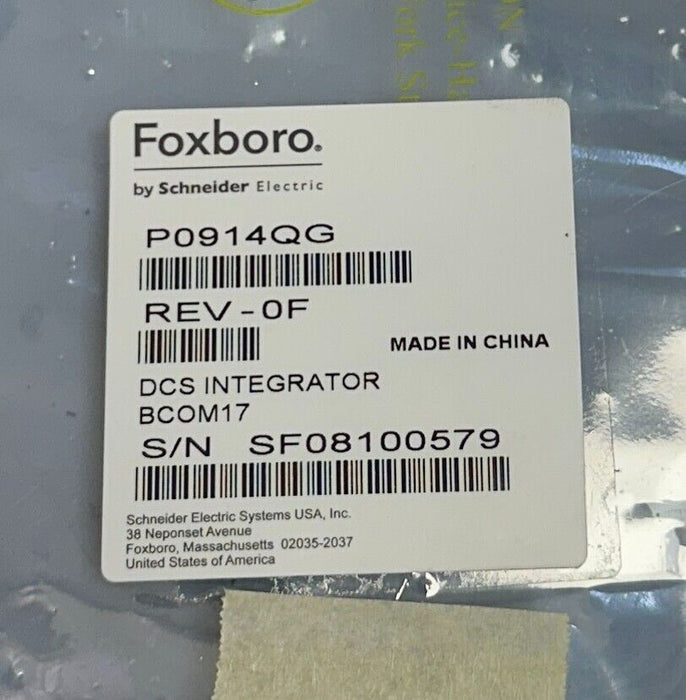 Foxboro®
by Schneider Electric
P0914QG
REV-0F
MADE IN CHINA
DCS INTEGRATOR
BCOM17
S/N SF08100579
Schneider Electric Systems USA, Inc.
38 Neponset Avenue
Foxboro, Massachusetts 02035-2037
United States of America